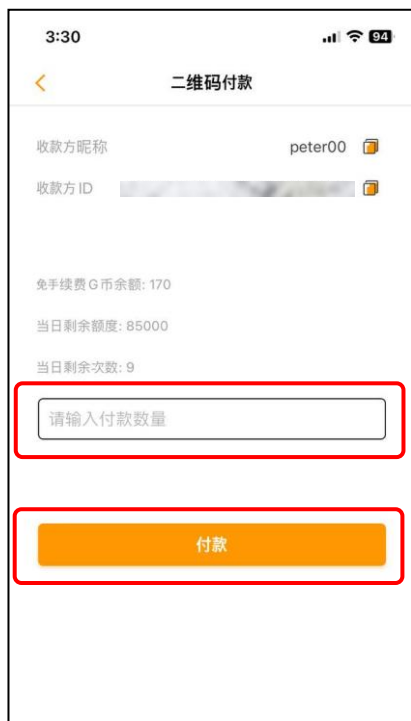 3:30
94
二维码付款
收款方昵称 peter00
收款方 ID
免手续费G币余额: 170
当日剩余额度: 85000
当日剩余次数: 9
请输入付款数量
付款